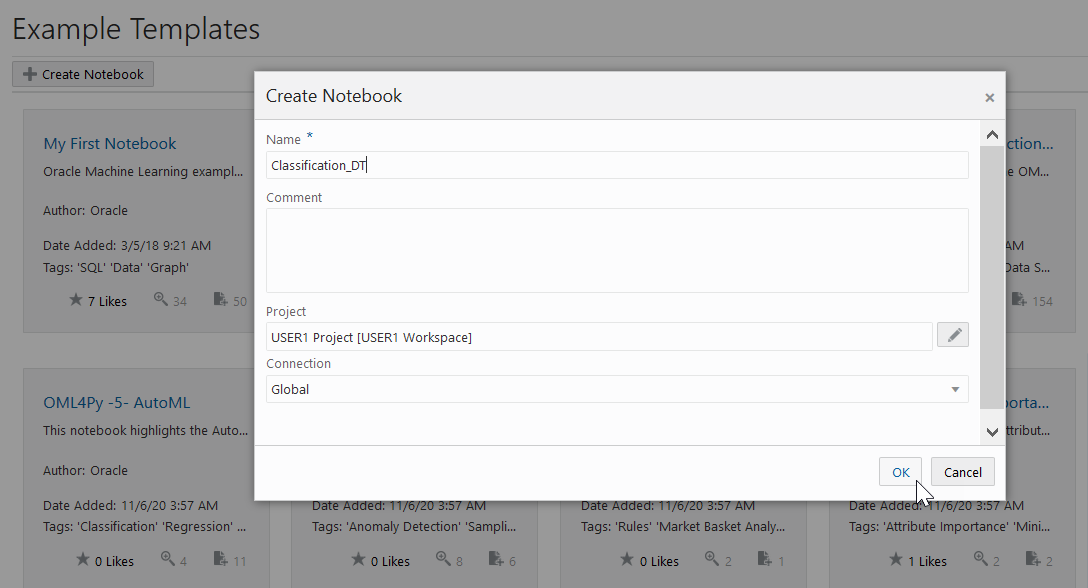 Example Templates
Create Notebook
Create Notebook
×
Name *
Classification_DT
Comment
Project
USER1 Project [USER1 Workspace]
Connection
Global
OK
Cancel
My First Notebook
Oracle Machine Learning exampl...
Author: Oracle
Date Added: 3/5/18 9:21 AM
Tags: 'SQL' 'Data' 'Graph'
7 Likes 34 50
ction...
e OM...
AM
Data S...
154
OML4Py -5- AutoML
This notebook highlights the Auto...
Author: Oracle
Date Added: 11/6/20 3:57 AM
Tags: 'Classification' 'Regression' ...
0 Likes 4 11
Date Added: 11/6/20 3:57 AM
Tags: 'Anomaly Detection' 'Sampli...
0 Likes 8 6
Date Added: 11/6/20 3:57 AM
Tags: 'Rules' 'Market Basket Analy...
0 Likes 2 1
porta...
ttribut...
Date Added: 11/6/20 3:57 AM
Tags: 'Attribute Importance' 'Mini...
1 Likes 2 2